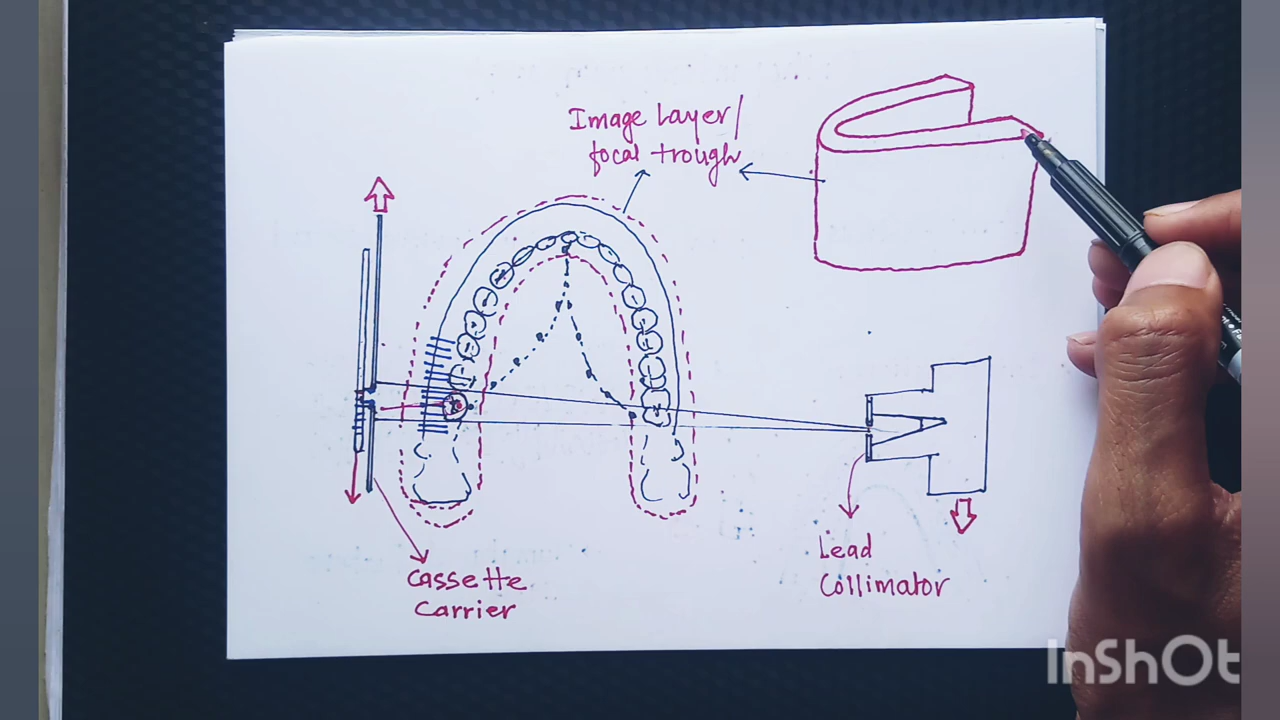 Image Layer/
focal trough
Cassette
Carrier
Lead
Collimator
InShOt